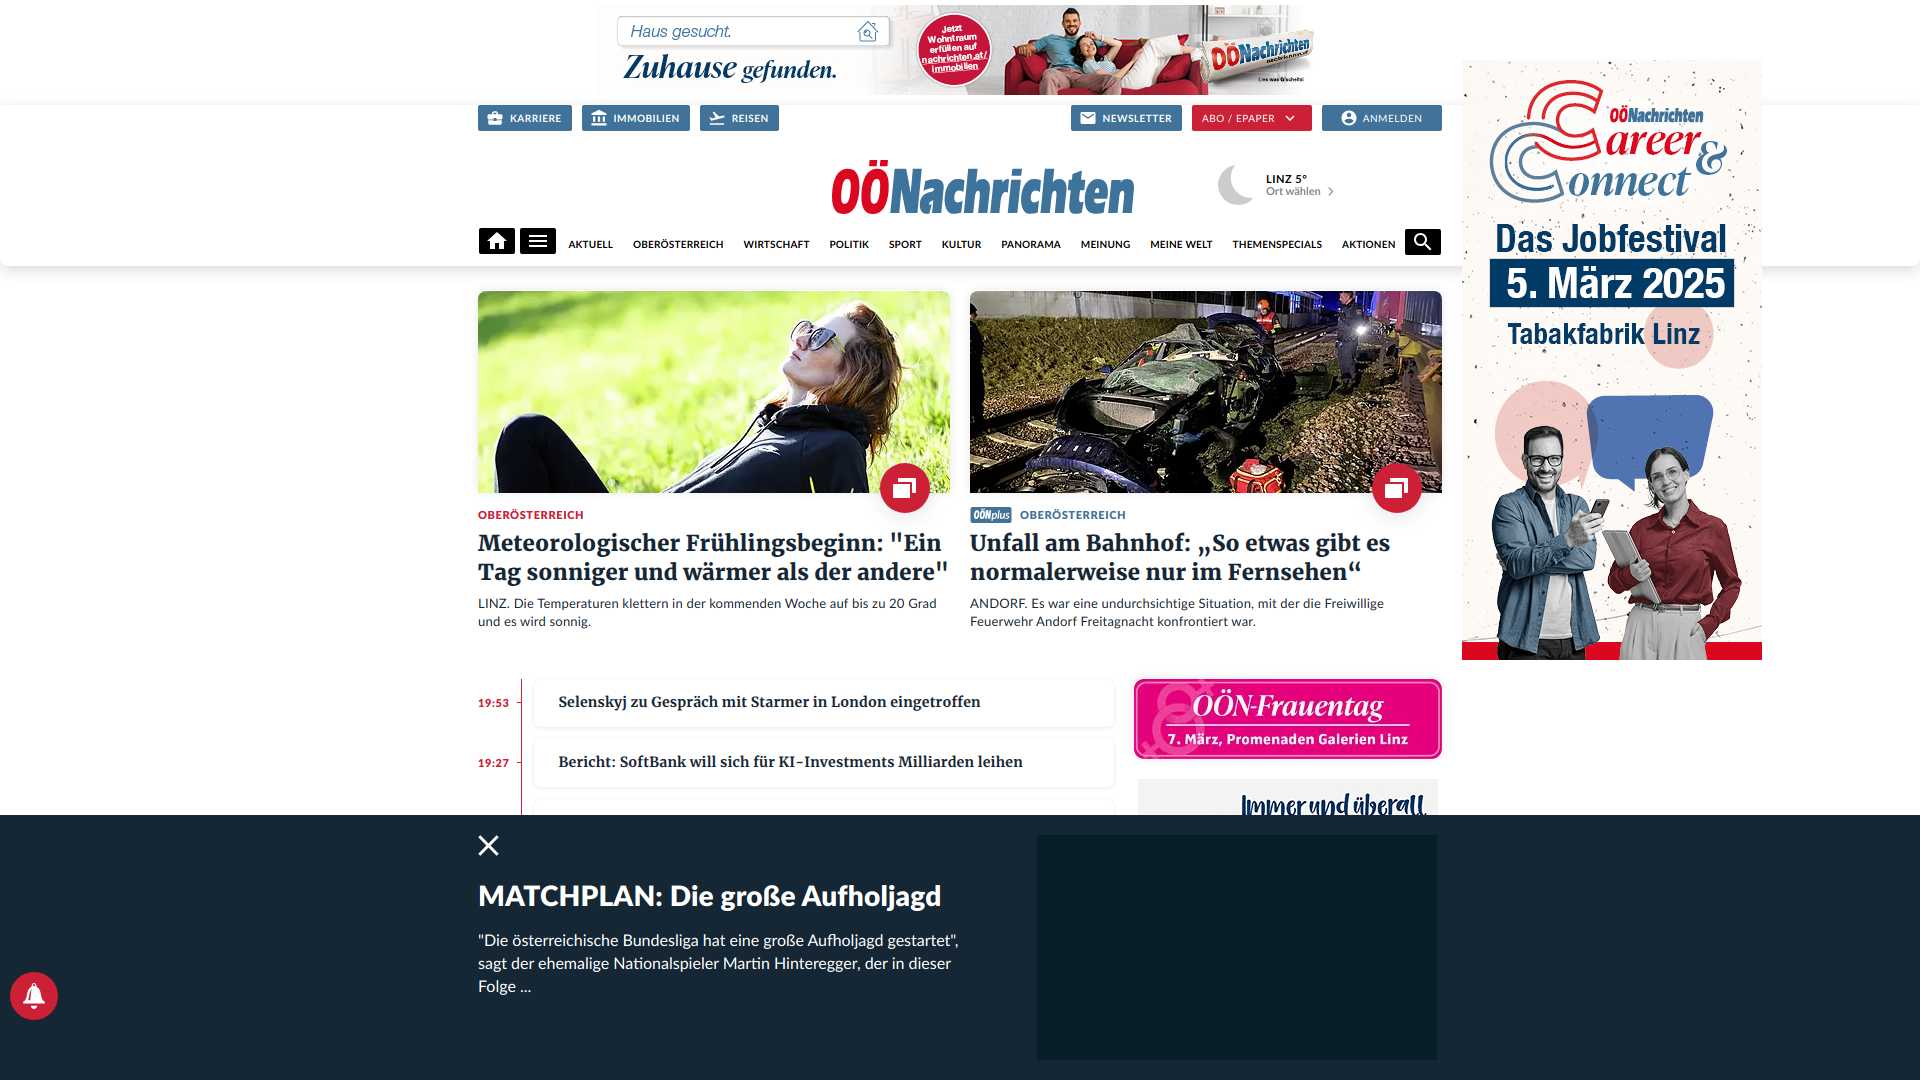 Haus gesucht.
Zuhause gefunden.
Jetzt
Wohntraum
erfüllen auf
nachrichten.at/
immobilien
OÖNachrichten
Lies was G'scheits!
KARRIERE
IMMOBILIEN
REISEN
NEWSLETTER
ABO / EPAPER
ANMELDEN
OÖNachrichten
LINZ 5°
Ort wählen
AKTUELL
OBERÖSTERREICH
WIRTSCHAFT
POLITIK
SPORT
KULTUR
PANORAMA
MEINUNG
MEINE WELT
THEMENSPECIALS
AKTIONEN
OÖNachrichten
Career &
Connect
Das Jobfestival
5. März 2025
Tabakfabrik Linz
OBERÖSTERREICH
Meteorologischer Frühlingsbeginn: "Ein
Tag sonniger und wärmer als der andere"
LINZ. Die Temperaturen klettern in der kommenden Woche auf bis zu 20 Grad
und es wird sonnig.
OÖNplus OBERÖSTERREICH
Unfall am Bahnhof: „So etwas gibt es
normalerweise nur im Fernsehen“
ANDORF. Es war eine undurchsichtige Situation, mit der die Freiwillige
Feuerwehr Andorf Freitagnacht konfrontiert war.
19:53 Selenskyj zu Gespräch mit Starmer in London eingetroffen
19:27 Bericht: SoftBank will sich für KI-Investments Milliarden leihen
OÖN-Frauentag
7. März, Promenaden Galerien Linz
Immer und überall
MATCHPLAN: Die große Aufholjagd
"Die österreichische Bundesliga hat eine große Aufholjagd gestartet",
sagt der ehemalige Nationalspieler Martin Hinteregger, der in dieser
Folge ...